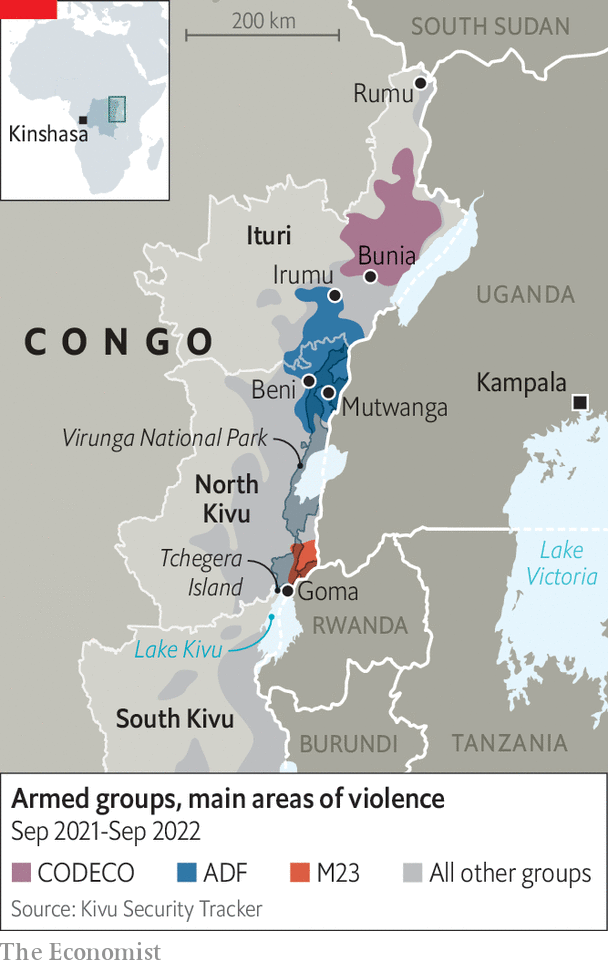 200 km
SOUTH SUDAN
Rumu
Kinshasa
Ituri
Bunia
Irumu
UGANDA
CONGO
Beni
Kampala
Mutwanga
Virunga National Park
North
Kivu
Lake
Victoria
Tchegera
Island
Goma
RWANDA
Lake Kivu
South Kivu
BURUNDI
TANZANIA
Armed groups, main areas of violence
Sep 2021-Sep 2022
CODECO ADF M23 All other groups
Source: Kivu Security Tracker
The Economist